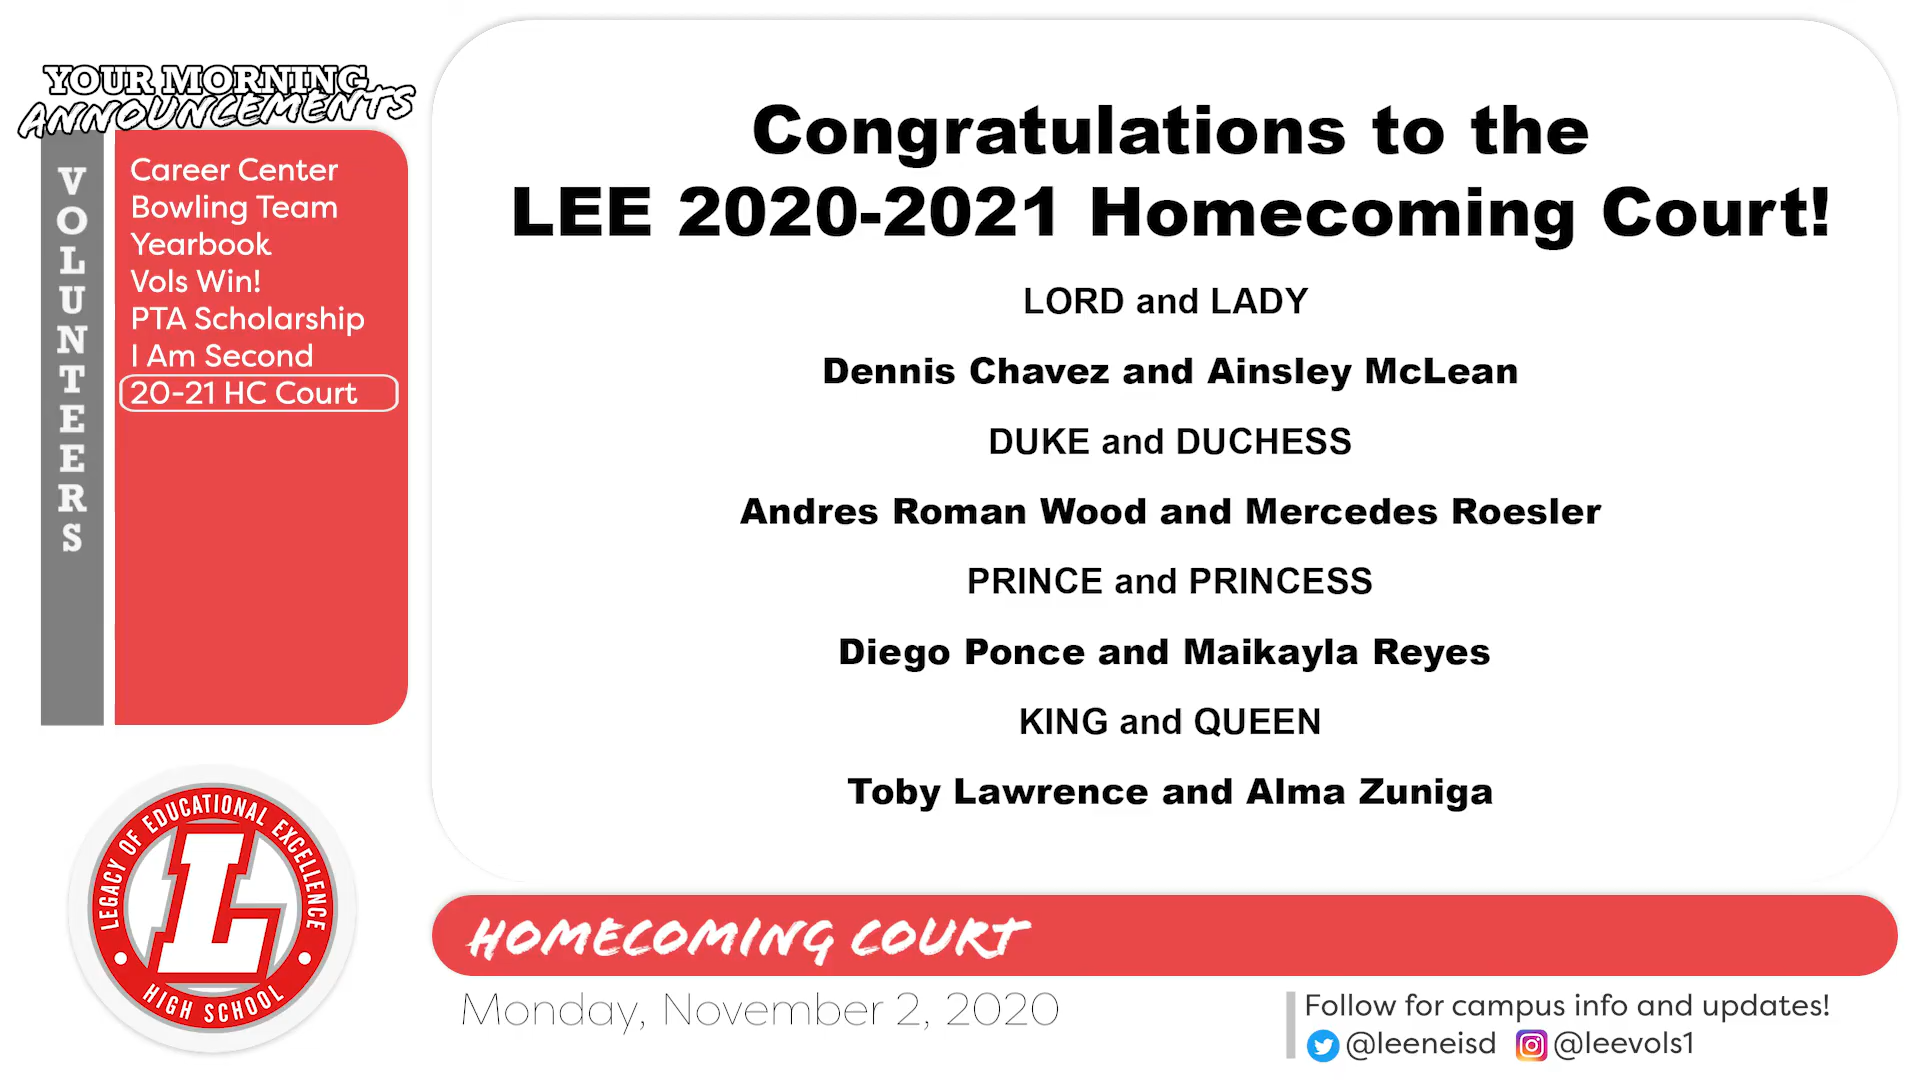 YOUR MORNING
ANNOUNCEMENTS
VOLUNTEERS
Career Center
Bowling Team
Yearbook
Vols Win!
PTA Scholarship
I Am Second
20-21 HC Court
LEGACY OF EDUCATIONAL EXCELLENCE
L
HIGH SCHOOL
Congratulations to the
LEE 2020-2021 Homecoming Court!
LORD and LADY
Dennis Chavez and Ainsley McLean
DUKE and DUCHESS
Andres Roman Wood and Mercedes Roesler
PRINCE and PRINCESS
Diego Ponce and Maikayla Reyes
KING and QUEEN
Toby Lawrence and Alma Zuniga
HOMECOMING COURT
Monday, November 2, 2020
Follow for campus info and updates!
@leeneisd @leevols1